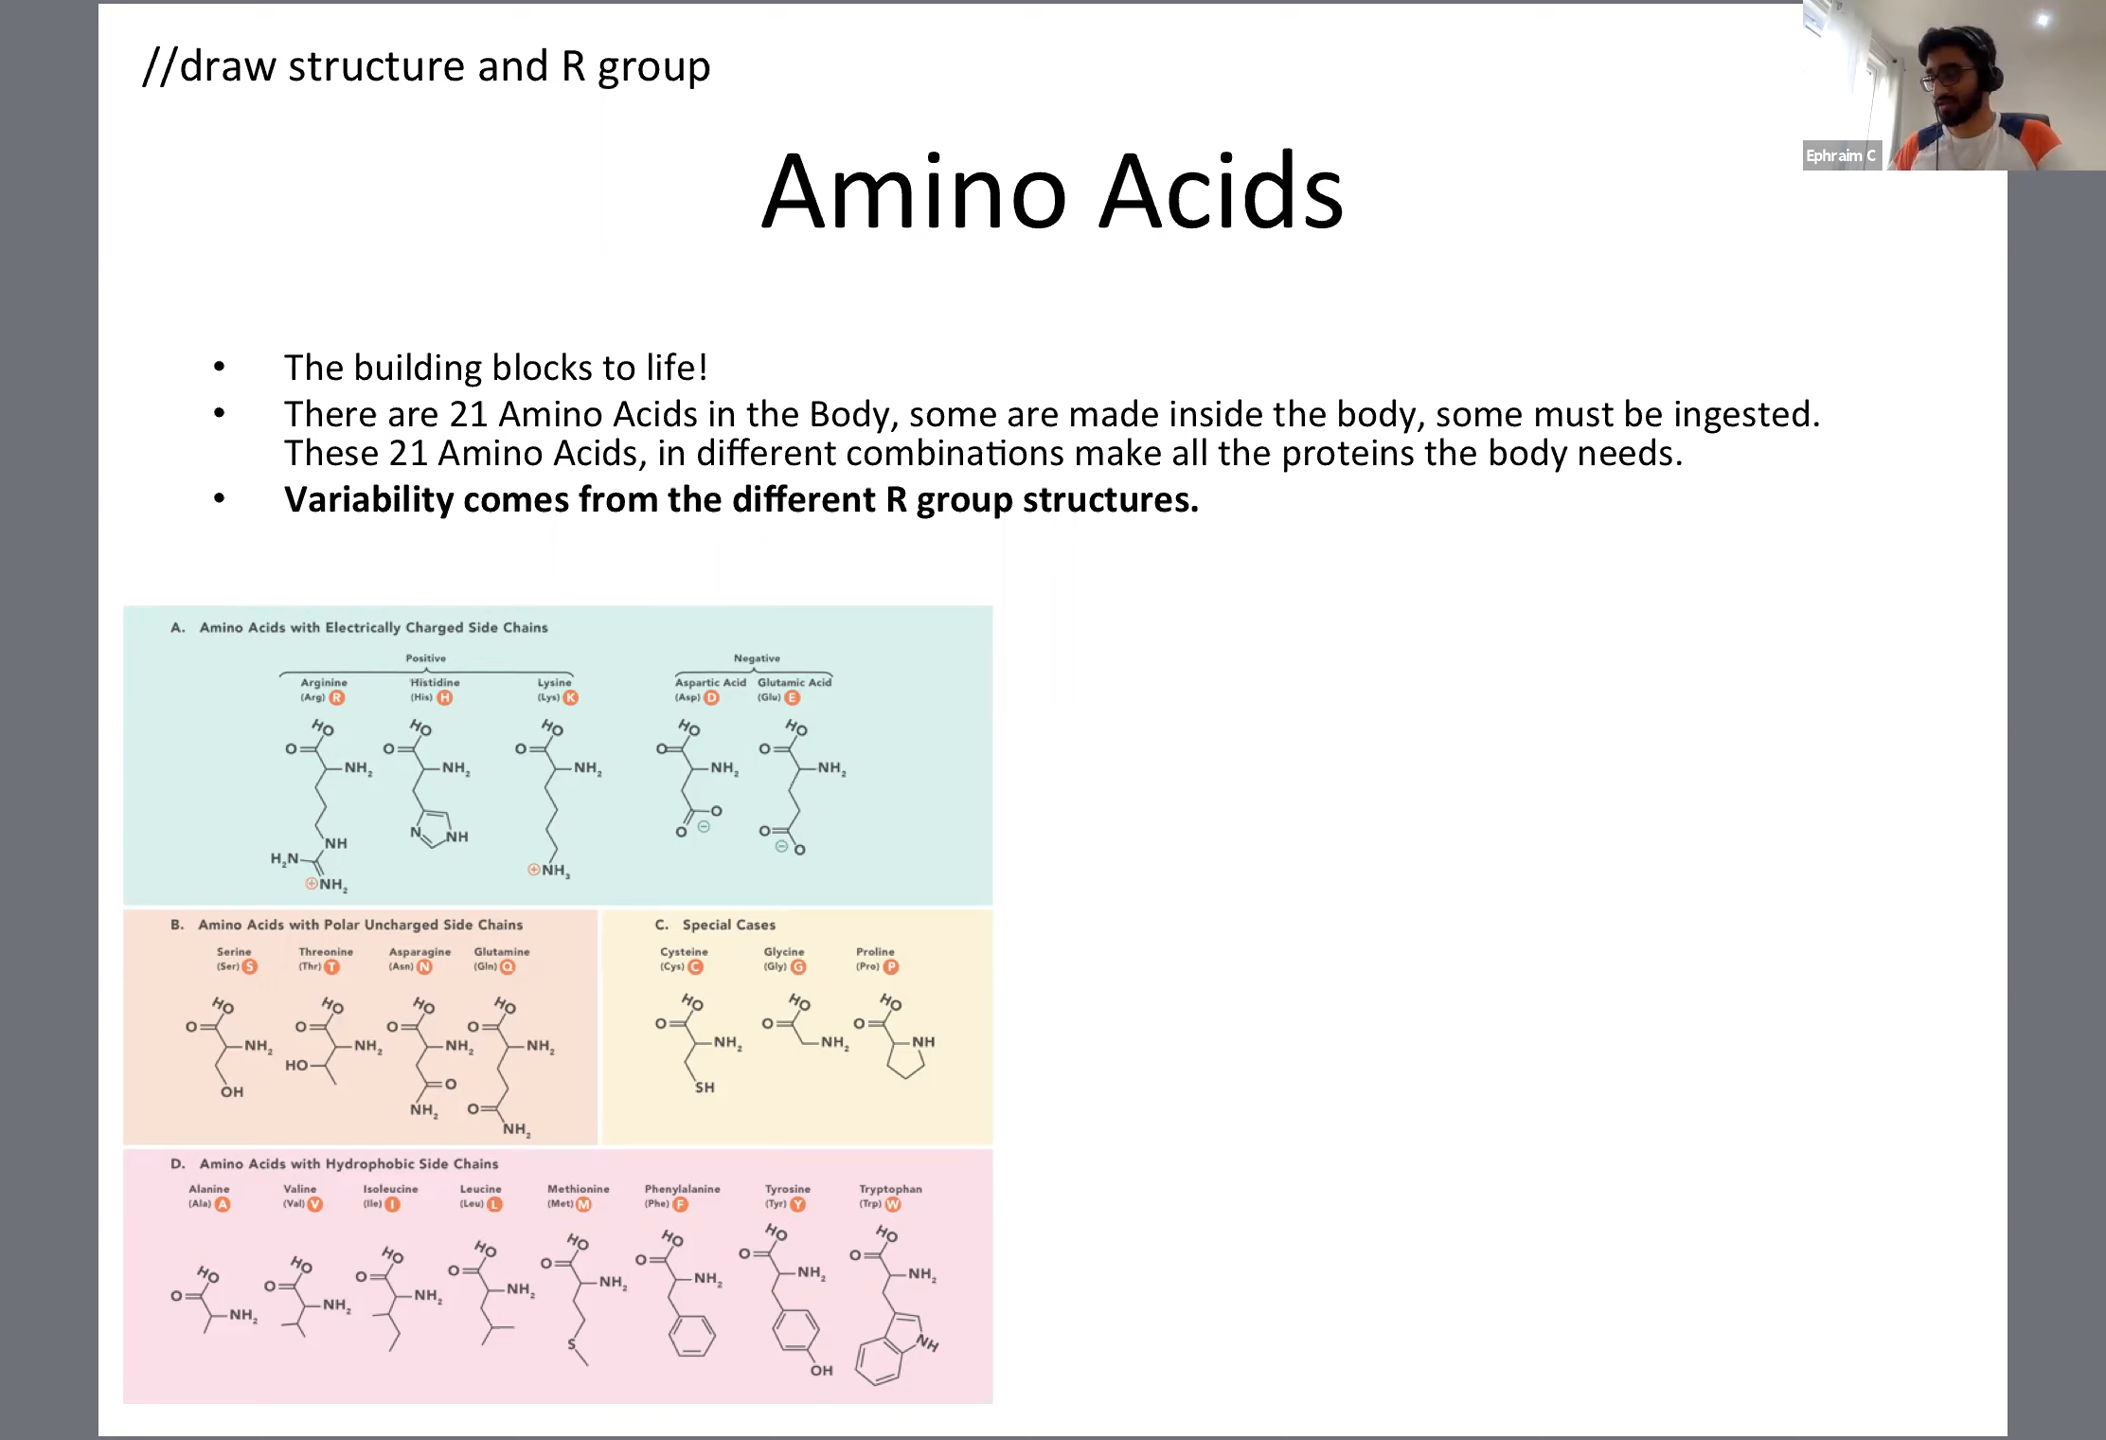 //draw structure and R group
Ephraim C
Amino Acids
• The building blocks to life!
• There are 21 Amino Acids in the Body, some are made inside the body, some must be ingested.
These 21 Amino Acids, in different combinations make all the proteins the body needs.
• Variability comes from the different R group structures.
A. Amino Acids with Electrically Charged Side Chains
Positive Negative
Arginine Histidine Lysine Aspartic Acid Glutamic Acid
(Arg) R (His) H (Lys) K (Asp) D (Glu) E
HO HO HO HO HO
O O O O O
NH₂ NH₂ NH₂ NH₂ NH₂
O
N NH O O
NH ⊖ ⊖ O
H₂N ⊕NH₃
⊕NH₂
B. Amino Acids with Polar Uncharged Side Chains
Serine Threonine Asparagine Glutamine
(Ser) S (Thr) T (Asn) N (Gln) Q
HO HO HO HO
O O O O
NH₂ NH₂ NH₂ NH₂
HO
OH O
NH₂ O
NH₂
C. Special Cases
Cysteine Glycine Proline
(Cys) C (Gly) G (Pro) P
HO HO HO
O O O
NH₂ NH₂ NH
SH
D. Amino Acids with Hydrophobic Side Chains
Alanine Valine Isoleucine Leucine Methionine Phenylalanine Tyrosine Tryptophan
(Ala) A (Val) V (Ile) I (Leu) L (Met) M (Phe) F (Tyr) Y (Trp) W
HO HO HO HO HO HO HO HO
O O O O O O O O
NH₂ NH₂ NH₂ NH₂ NH₂ NH₂ NH₂ NH₂
S NH
OH